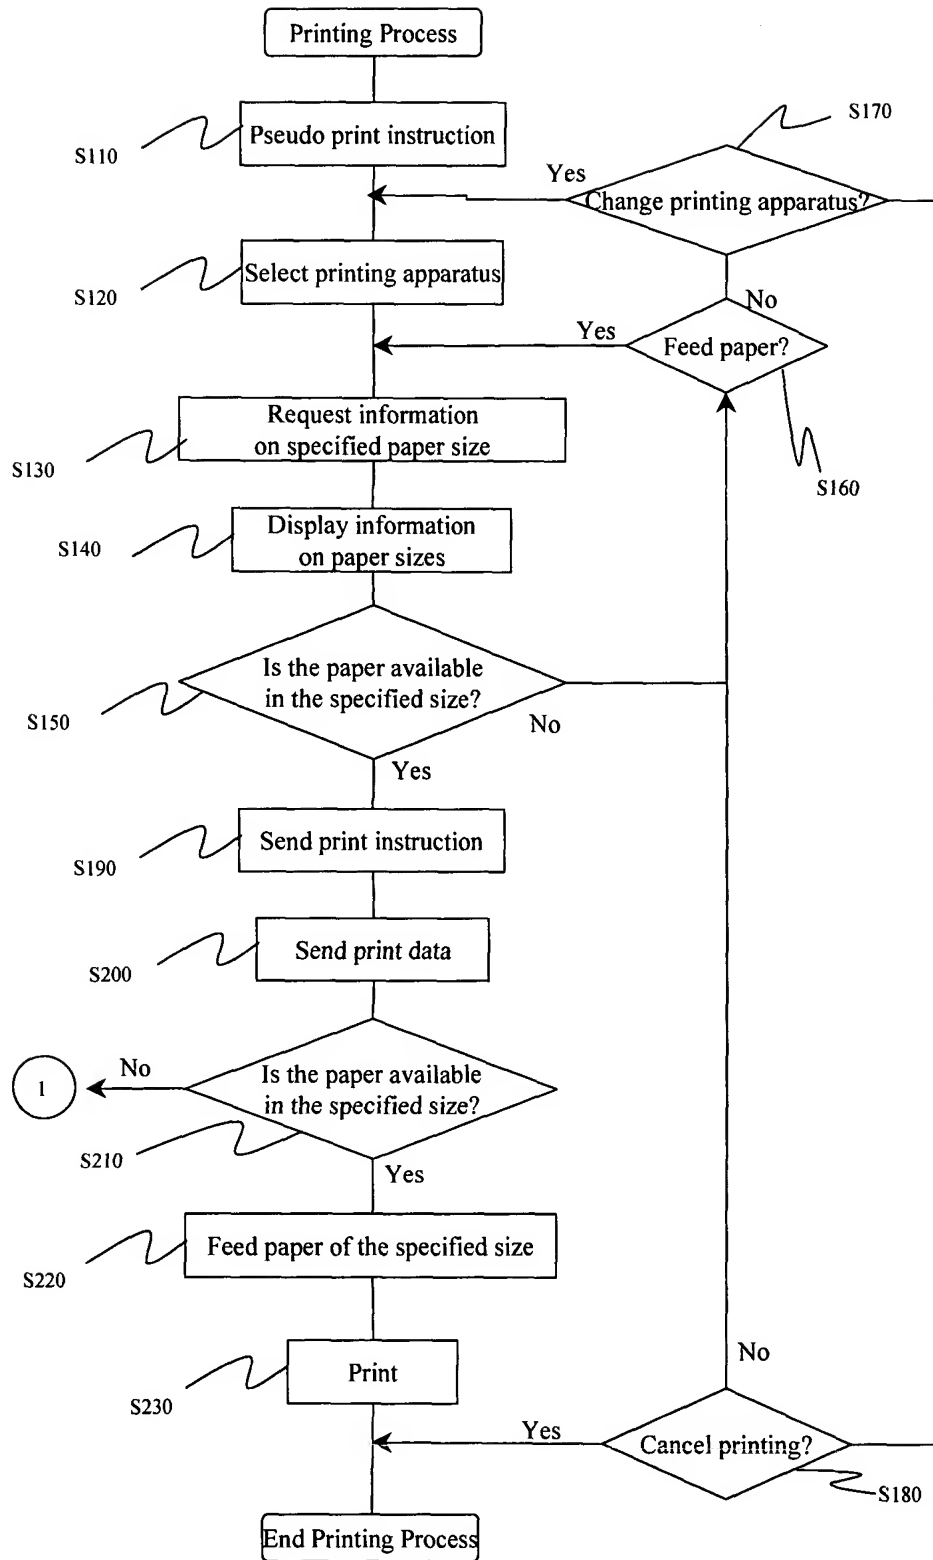 Printing Process
S110
Pseudo print instruction
S170
Yes
Change printing apparatus?
S120
Select printing apparatus
No
Yes
Feed paper?
S130
Request information
on specified paper size
S160
S140
Display information
on paper sizes
S150
Is the paper available
in the specified size?
No
Yes
S190
Send print instruction
S200
Send print data
1
No
Is the paper available
in the specified size?
S210
Yes
S220
Feed paper of the specified size
S230
Print
No
Yes
Cancel printing?
S180
End Printing Process